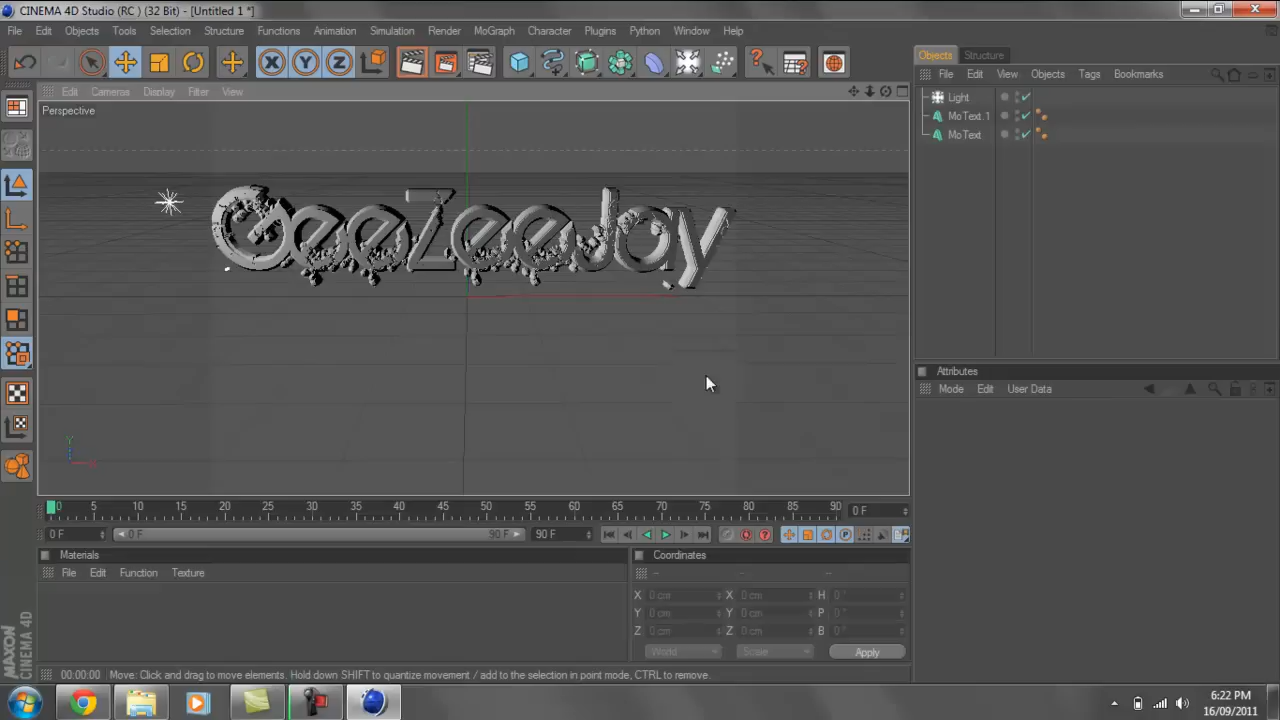 CINEMA 4D Studio (RC ) (32 Bit) - [Untitled 1 *]
File Edit Objects Tools Selection Structure Functions Animation Simulation Render MoGraph Character Plugins Python Window Help
Objects Structure
File Edit View Objects Tags Bookmarks
Edit Cameras Display Filter View
Perspective
Light
MoText.1
MoText
GeeZeeJay
Attributes
Mode Edit User Data
Y
X
0 5 10 15 20 25 30 35 40 45 50 55 60 65 70 75 80 85 90 0 F
0 F 0 F 90 F 90 F
Materials
File Edit Function Texture
Coordinates
-- -- --
X 0 cm X 0 cm H 0 °
Y 0 cm Y 0 cm P 0 °
Z 0 cm Z 0 cm B 0 °
World Scale Apply
MAXON CINEMA 4D
00:00:00 Move: Click and drag to move elements. Hold down SHIFT to quantize movement / add to the selection in point mode, CTRL to remove.
6:22 PM
16/09/2011